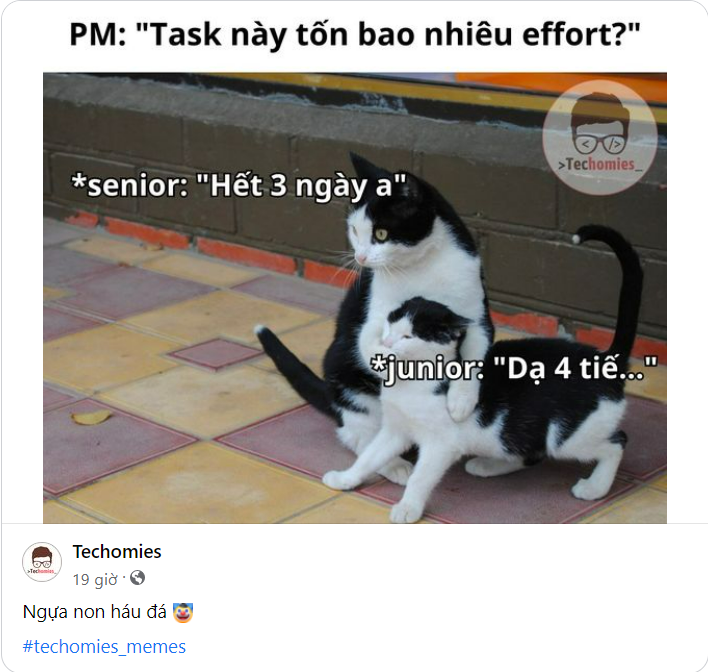 PM: "Task này tốn bao nhiêu effort?"
>Techomies_
*senior: "Hết 3 ngày a"
*junior: "Dạ 4 tiế..."
>Techomies_
Techomies
19 giờ ·
Ngựa non háu đá 🤡
#techomies_memes